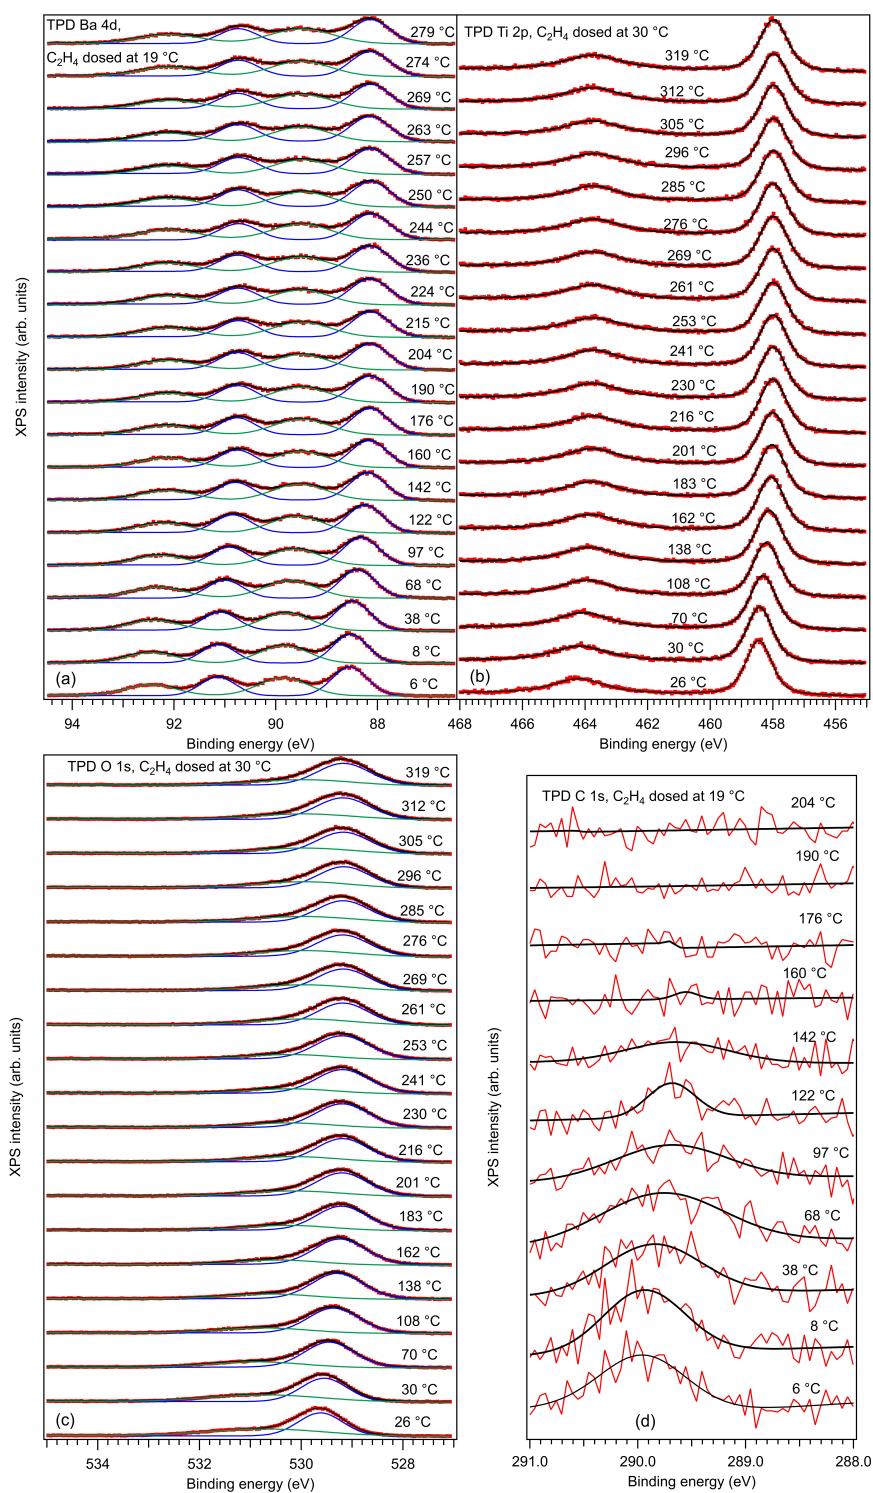 TPD Ba 4d,
C₂H₄ dosed at 19 °C
279 °C
274 °C
269 °C
263 °C
257 °C
250 °C
244 °C
236 °C
224 °C
215 °C
204 °C
190 °C
176 °C
160 °C
142 °C
122 °C
97 °C
68 °C
38 °C
8 °C
6 °C
(a)
XPS intensity (arb. units)
94 92 90 88
Binding energy (eV)
TPD Ti 2p, C₂H₄ dosed at 30 °C
319 °C
312 °C
305 °C
296 °C
285 °C
276 °C
269 °C
261 °C
253 °C
241 °C
230 °C
216 °C
201 °C
183 °C
162 °C
138 °C
108 °C
70 °C
30 °C
26 °C
(b)
468 466 464 462 460 458 456
Binding energy (eV)
TPD O 1s, C₂H₄ dosed at 30 °C
319 °C
312 °C
305 °C
296 °C
285 °C
276 °C
269 °C
261 °C
253 °C
241 °C
230 °C
216 °C
201 °C
183 °C
162 °C
138 °C
108 °C
70 °C
30 °C
26 °C
(c)
XPS intensity (arb. units)
534 532 530 528
Binding energy (eV)
TPD C 1s, C₂H₄ dosed at 19 °C
204 °C
190 °C
176 °C
160 °C
142 °C
122 °C
97 °C
68 °C
38 °C
8 °C
6 °C
(d)
XPS intensity (arb. units)
291.0 290.0 289.0 288.0
Binding energy (eV)